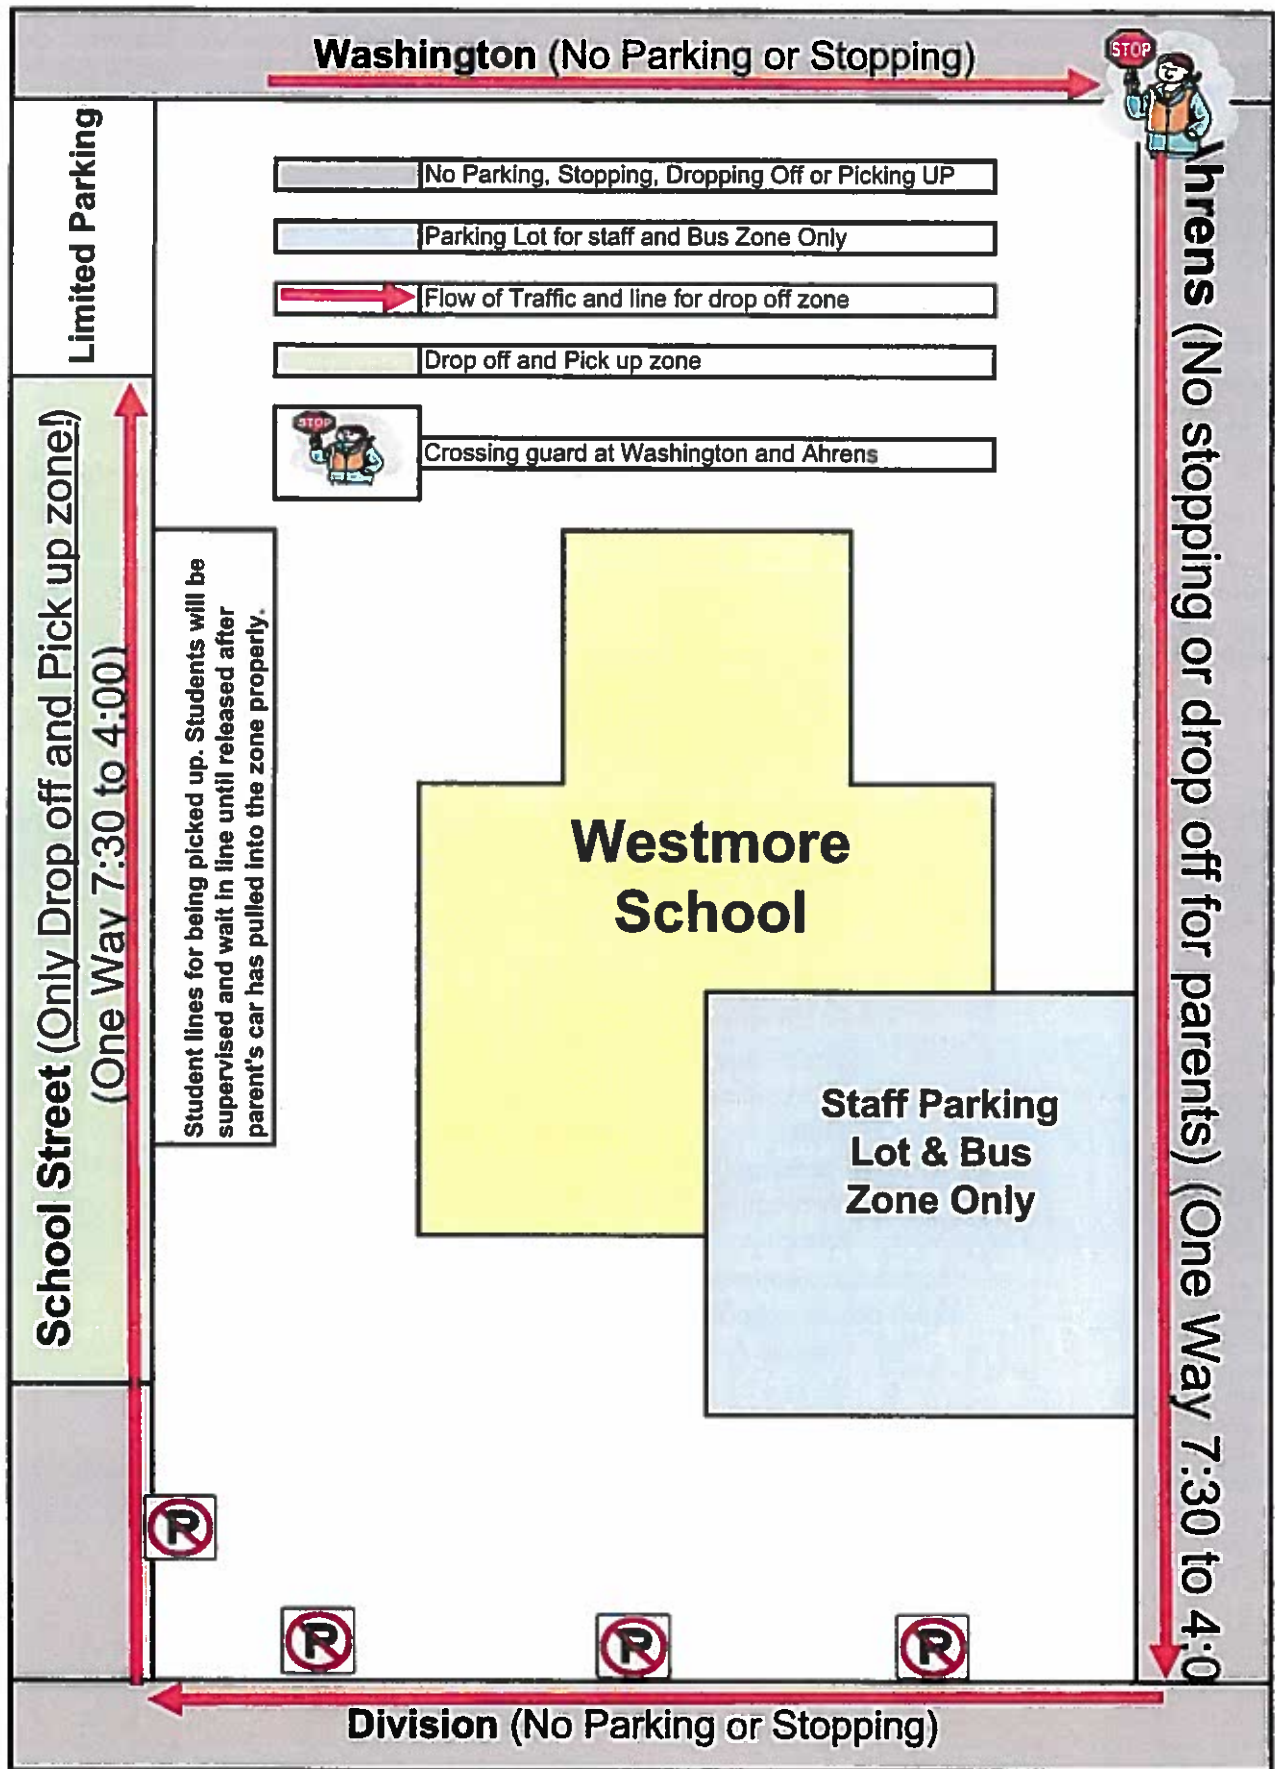 Washington (No Parking or Stopping)
STOP
Limited Parking
No Parking, Stopping, Dropping Off or Picking UP
Parking Lot for staff and Bus Zone Only
Flow of Traffic and line for drop off zone
Drop off and Pick up zone
STOP
Crossing guard at Washington and Ahrens
School Street (Only Drop off and Pick up zone!)
(One Way 7:30 to 4:00)
Student lines for being picked up. Students will be
supervised and wait in line until released after
parent's car has pulled into the zone properly.
Westmore
School
Staff Parking
Lot & Bus
Zone Only
hrens (No stopping or drop off for parents) (One Way 7:30 to 4:0
P
P
P
P
Division (No Parking or Stopping)